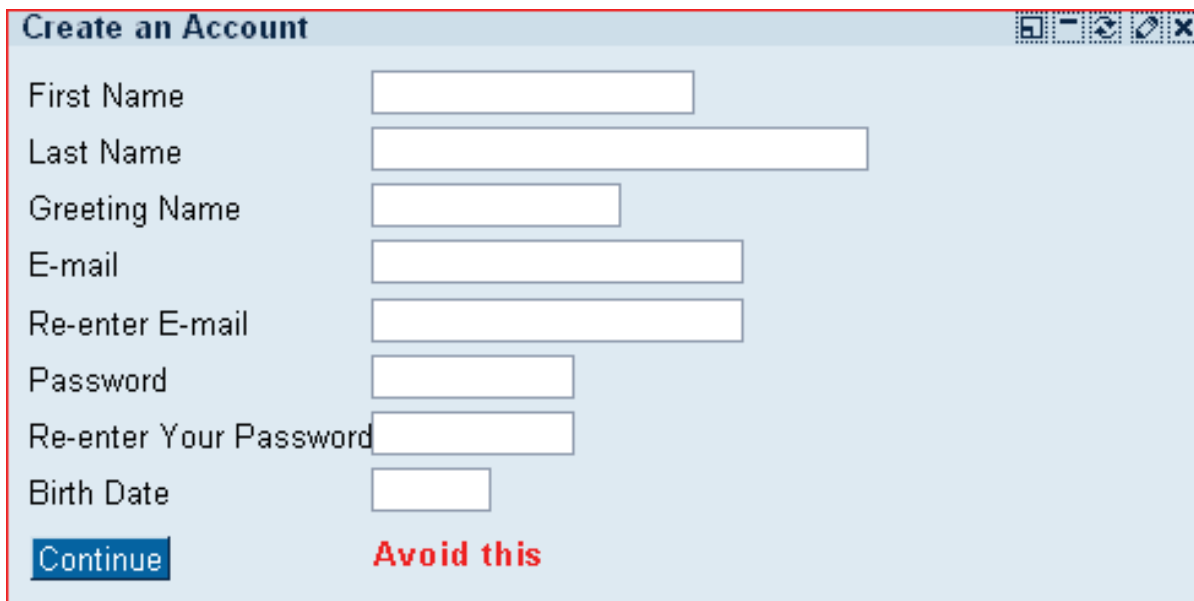 Create an Account
First Name
Last Name
Greeting Name
E-mail
Re-enter E-mail
Password
Re-enter Your Password
Birth Date
Continue Avoid this